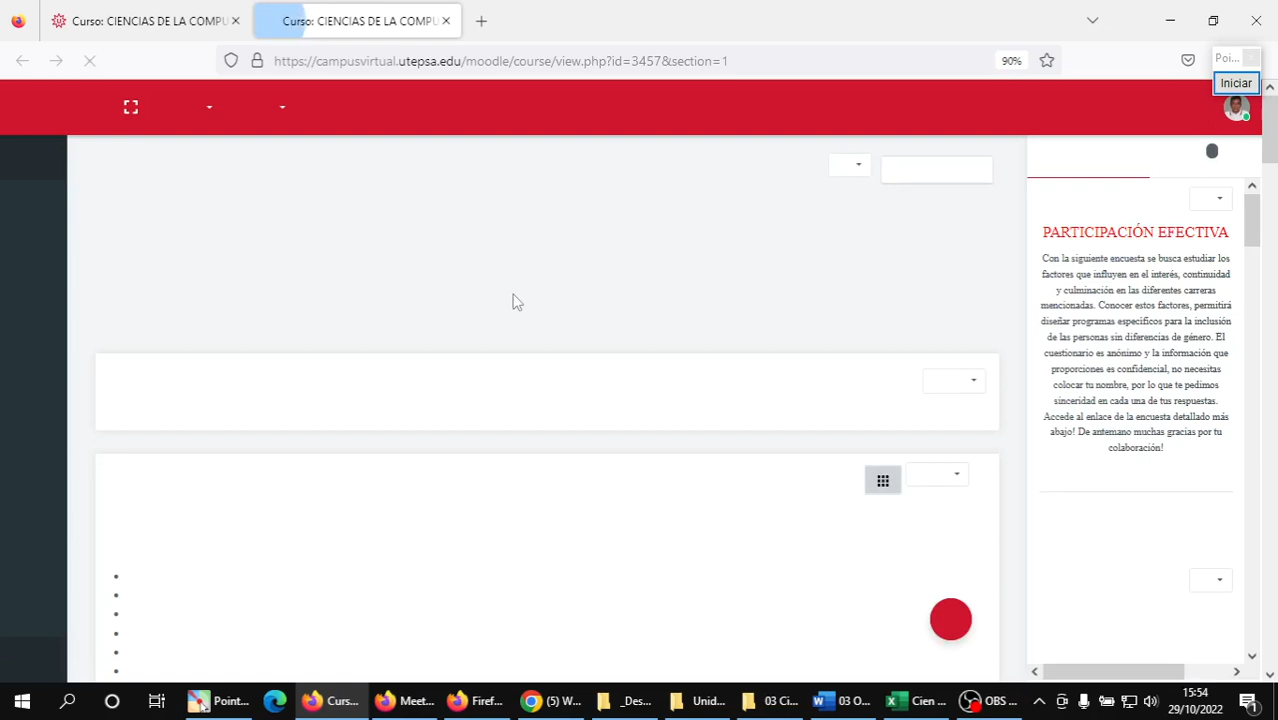 Curso: CIENCIAS DE LA COMPU
Curso: CIENCIAS DE LA COMPU
https://campusvirtual.utepsa.edu/moodle/course/view.php?id=3457&section=1
90%
Poi...
Iniciar
PARTICIPACIÓN EFECTIVA
Con la siguiente encuesta se busca estudiar los
factores que influyen en el interés, continuidad
y culminación en las diferentes carreras
mencionadas. Conocer estos factores, permitirá
diseñar programas específicos para la inclusión
de las personas sin diferencias de género. El
cuestionario es anónimo y la información que
proporciones es confidencial, no necesitas
colocar tu nombre, por lo que te pedimos
sinceridad en cada una de tus respuestas.
Accede al enlace de la encuesta detallado más
abajo! De antemano muchas gracias por tu
colaboración!
Point...
Curs...
Meet...
Firef...
(5) W...
_Des...
Unid...
03 Ci...
03 O...
Cien ...
OBS ...
15:54
29/10/2022
1